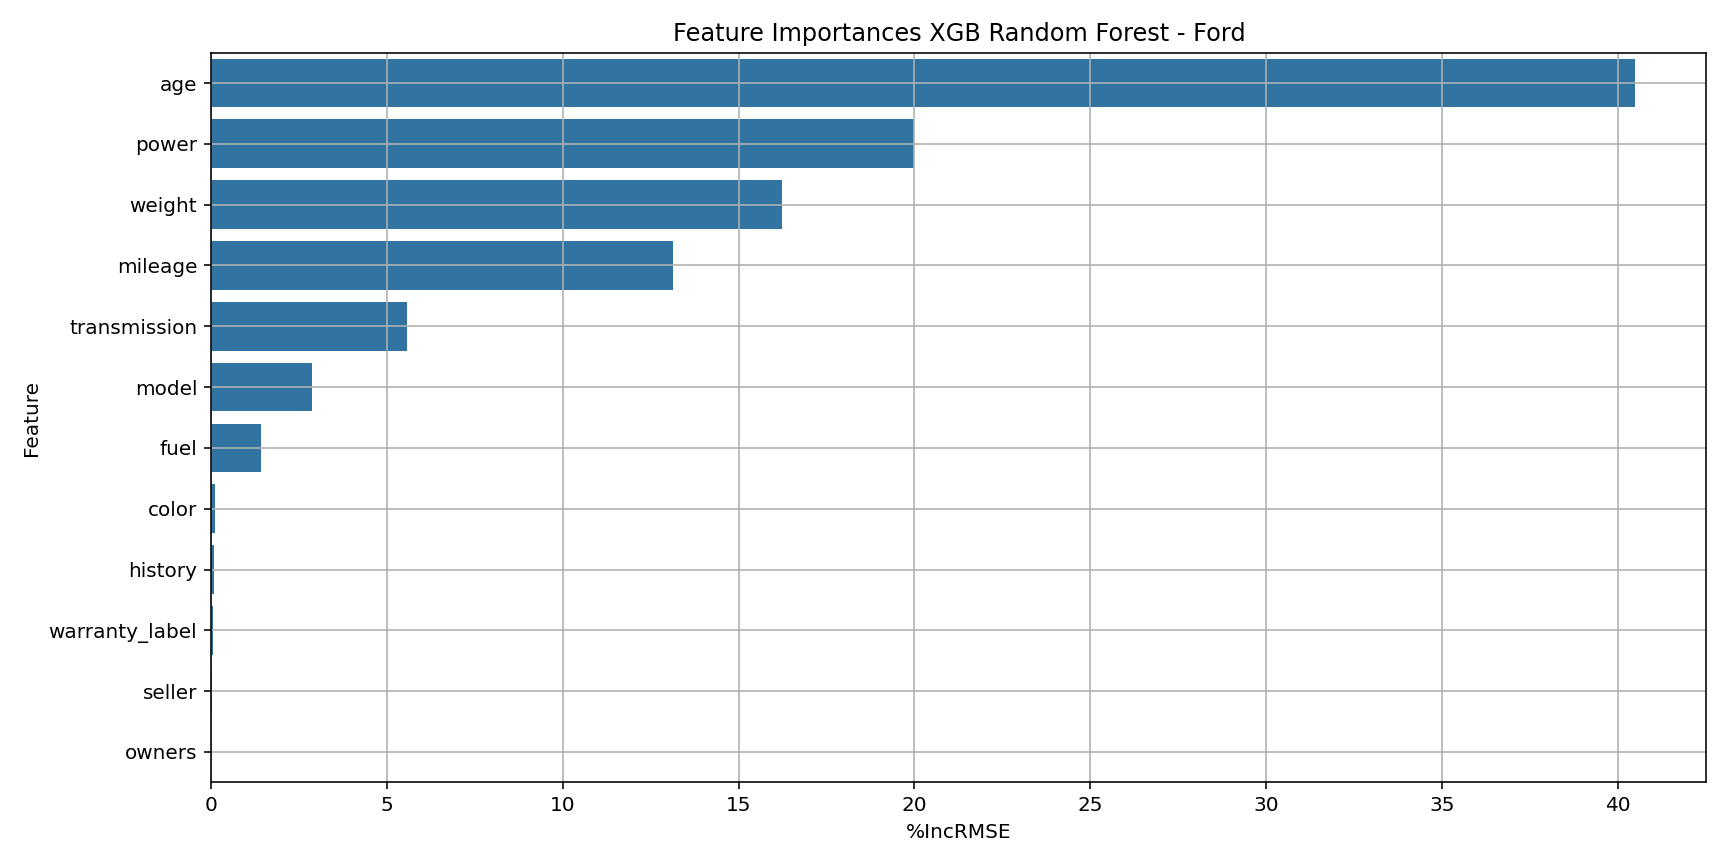 Feature Importances XGB Random Forest - Ford
age
power
weight
mileage
transmission
model
fuel
color
history
warranty_label
seller
owners
Feature
0 5 10 15 20 25 30 35 40
%IncRMSE